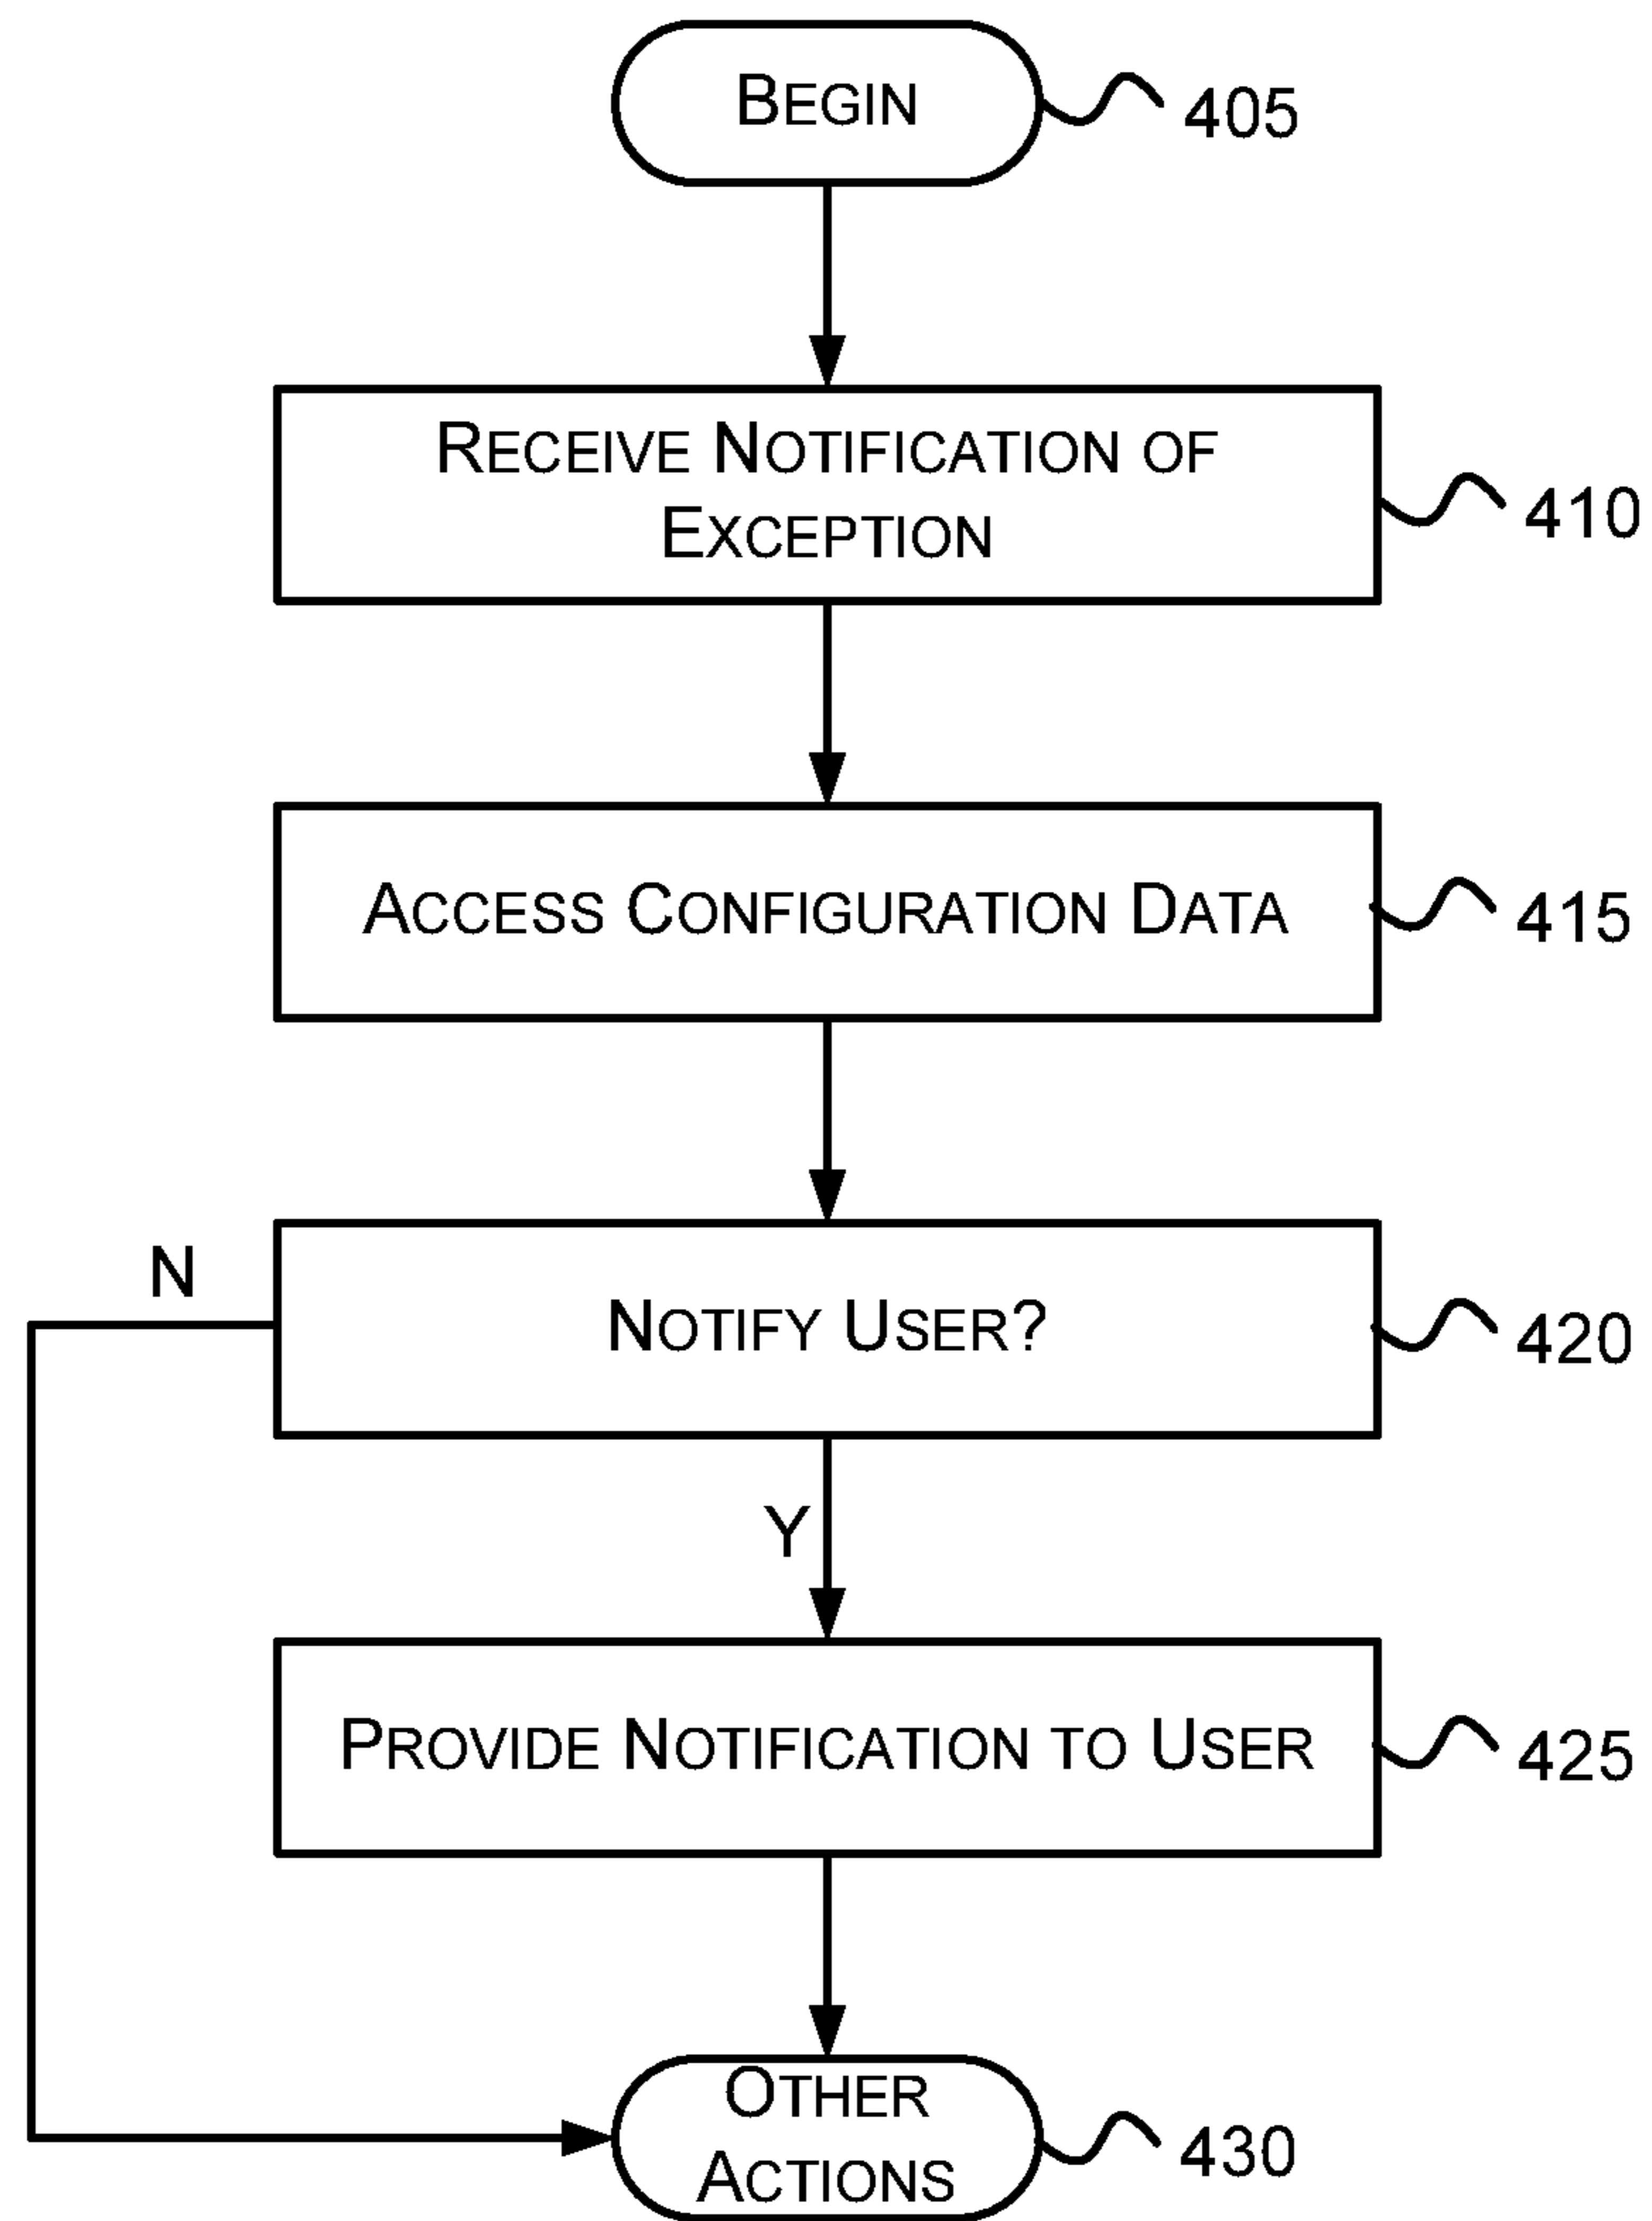 BEGIN
405
RECEIVE NOTIFICATION OF
EXCEPTION
410
ACCESS CONFIGURATION DATA
415
N
NOTIFY USER?
420
Y
PROVIDE NOTIFICATION TO USER
425
OTHER
ACTIONS
430